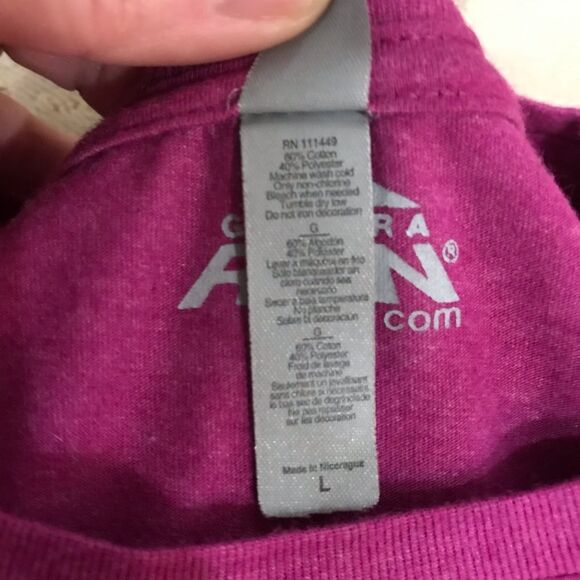 RN 111449
60% Cotton
40% Polyester
Machine wash cold
Only non-chlorine
Bleach when needed
Tumble dry low
Do not iron decoration
G
60% Algodón
40% Poliester
Lavar a máquina en frio
Sólo blanqueador sin
cloro cuando sea
necesario
Secar a baja temperatura
No planche
Sobre la decoración
G
60% Coton
40% Polyester
Froid de lavage
de machine
Seulement un javellisant
sans chlore si nécessaire
le bas sec de dégringolade
Ne pas repasser
sur les décoration
Made in Nicaragua
L
com